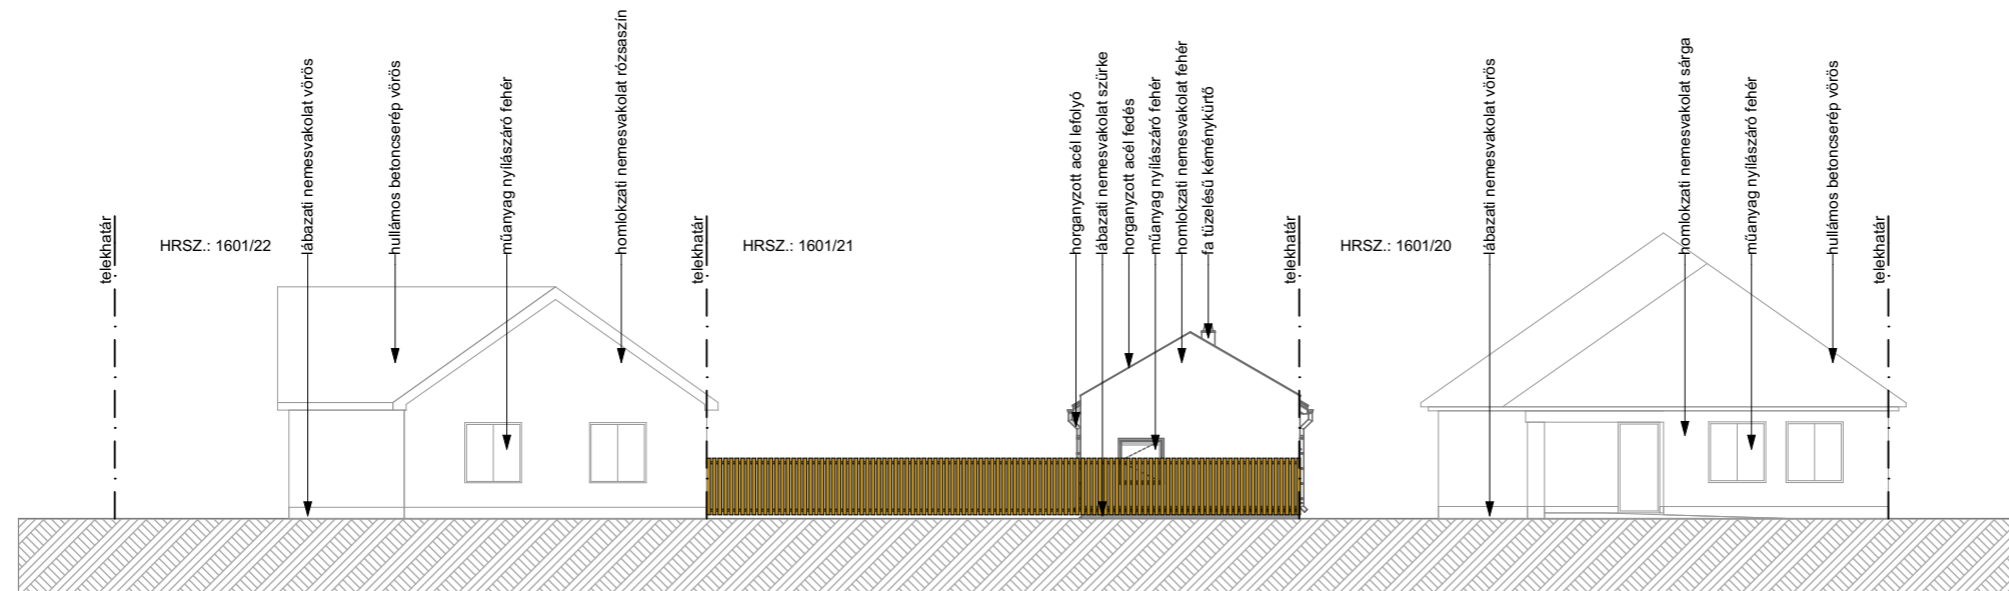 telekhatár
HRSZ.: 1601/22
lábazati nemesvakolat vörös
hullámos betoncserép vörös
műanyag nyílászáró fehér
homlokzati nemesvakolat rózsaszín
telekhatár
HRSZ.: 1601/21
horganyzott acél lefolyó
lábazati nemesvakolat szürke
horganyzott acél fedés
műanyag nyílászáró fehér
homlokzati nemesvakolat fehér
fa tüzelésű kéménykürtő
telekhatár
HRSZ.: 1601/20
lábazati nemesvakolat vörös
homlokzati nemesvakolat sárga
műanyag nyílászáró fehér
hullámos betoncserép vörös
telekhatár